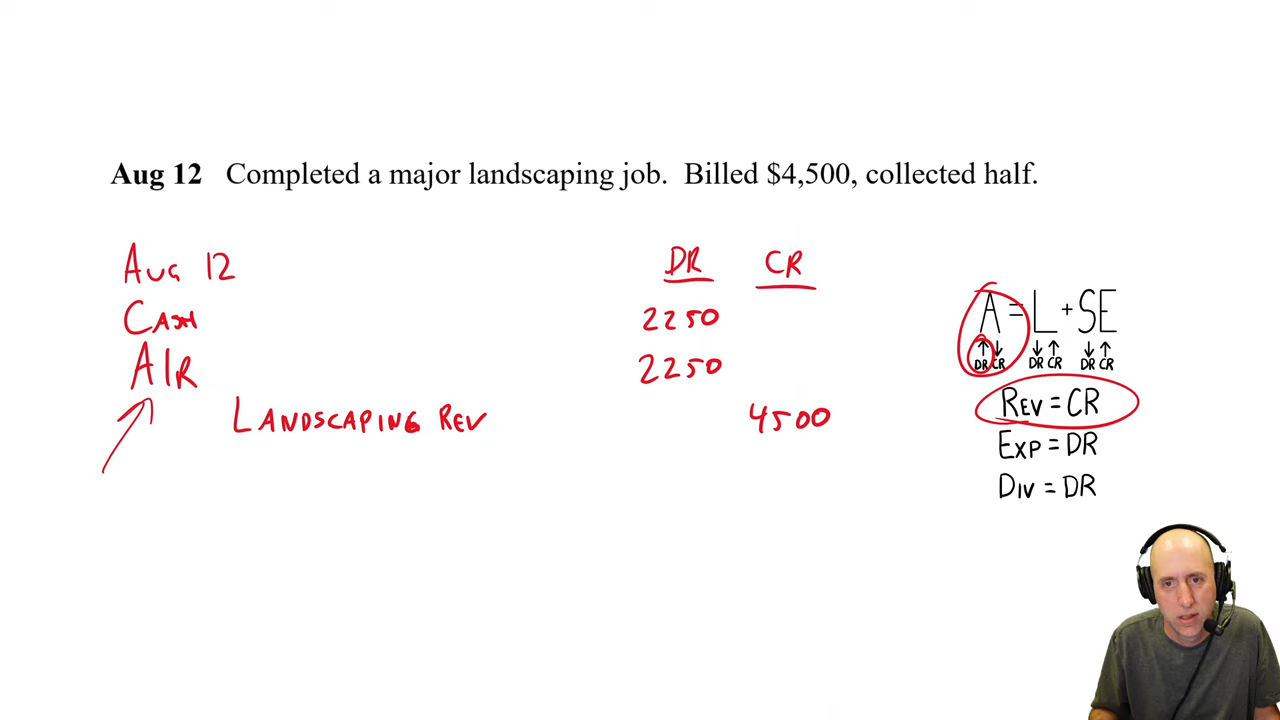 Aug 12 Completed a major landscaping job. Billed $4,500, collected half.
Aug 12 DR CR
CASH 2250
A/R 2250
LANDSCAPING REV 4500
A = L + SE
↑ ↓ ↓ ↑ ↓ ↑
DR CR DR CR DR CR
REV = CR
EXP = DR
DIV = DR